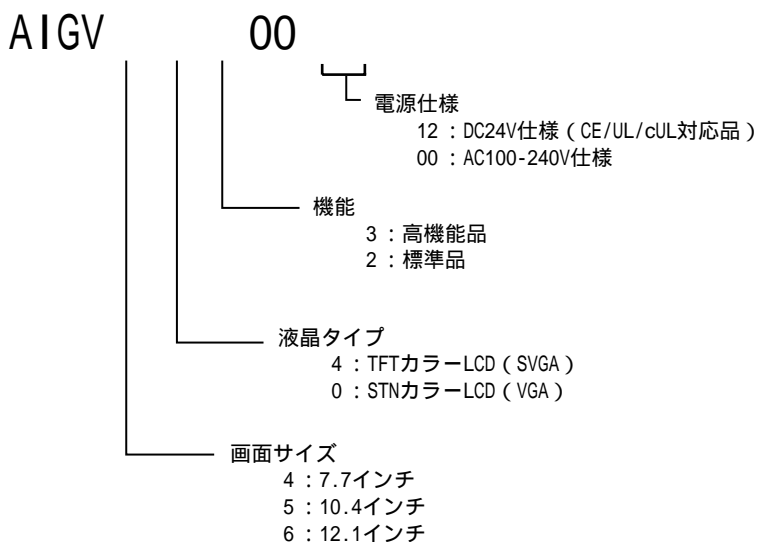 AIGV 00
電源仕様
12：DC24V仕様（CE/UL/cUL対応品）
00：AC100-240V仕様
機能
3：高機能品
2：標準品
液晶タイプ
4：TFTカラーLCD（SVGA）
0：STNカラーLCD（VGA）
画面サイズ
4：7.7インチ
5：10.4インチ
6：12.1インチ